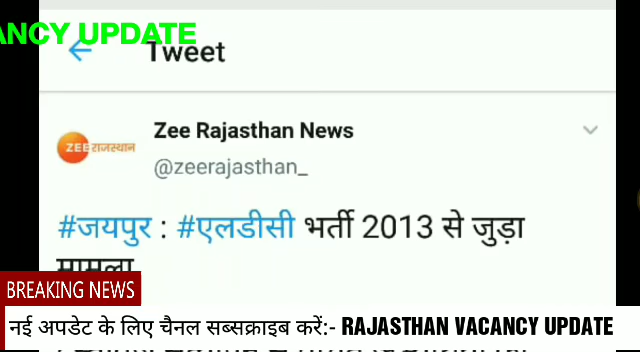 ANCY UPDATE
Tweet
ZEE राजस्थान
Zee Rajasthan News
@zeerajasthan_
#जयपुर : #एलडीसी भर्ती 2013 से जुड़ा
मामला
BREAKING NEWS
नई अपडेट के लिए चैनल सब्सक्राइब करें:- RAJASTHAN VACANCY UPDATE